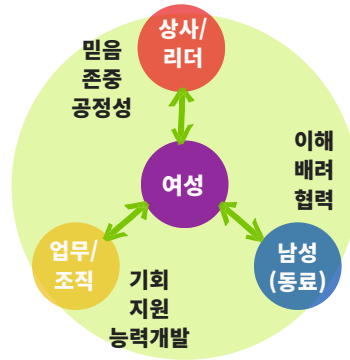 상사/
리더
믿음
존중
공정성
이해
배려
협력
여성
업무/
조직
남성
(동료)
기회
지원
능력개발